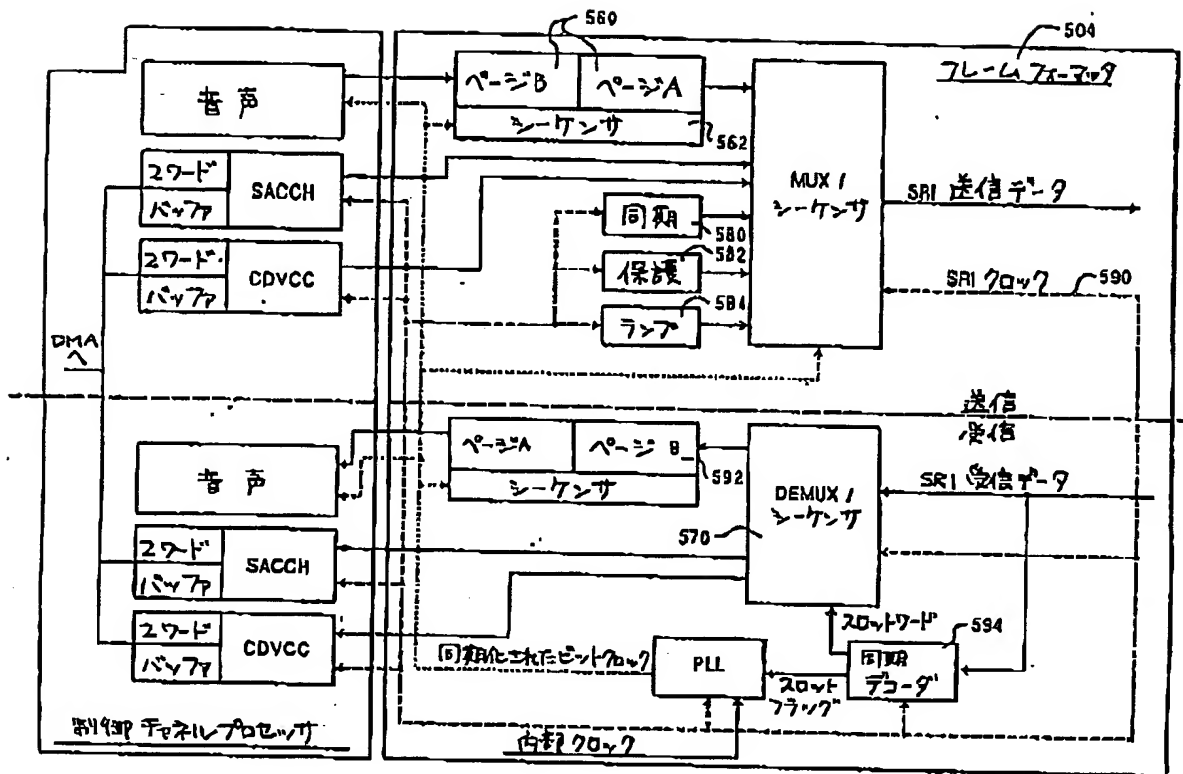 560
504
フレームフォーマッタ
音声
ページB
ページA
シーケンサ
562
2ワード
バッファ
SACCH
MUX /
シーケンサ
SRI 送信データ
同期
580
2ワード
バッファ
CDVCC
保護
582
SRI クロック
590
ランプ
584
DMA
へ
送信
受信
音声
ページA
ページB
シーケンサ
592
DEMUX /
シーケンサ
570
SRI 受信データ
2ワード
バッファ
SACCH
スロットワード
594
2ワード
バッファ
CDVCC
同期化されたビットクロック
PLL
スロット
フラッグ
同期
デコーダ
制御チャネルプロセッサ
内部クロック